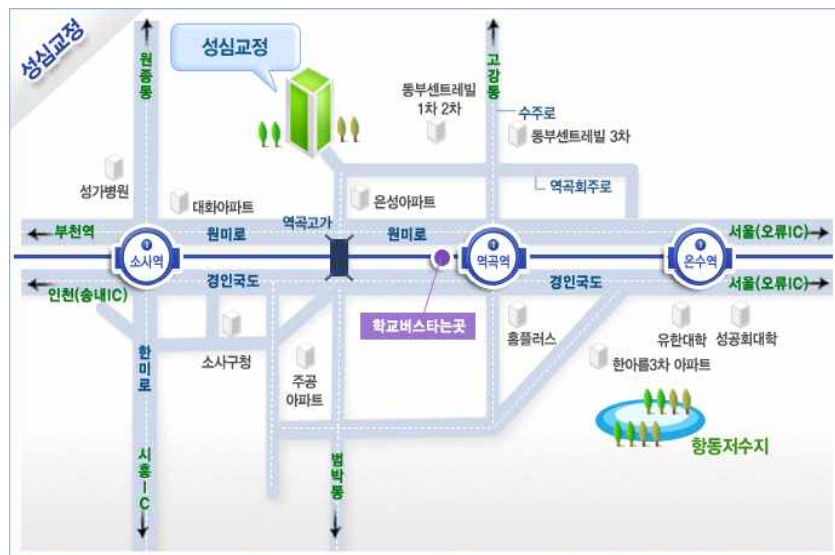 성심교정
원종동
성심교정
고강동
동부센트레빌
1차 2차
수주로
동부센트레빌 3차
성가병원
대화아파트
은성아파트
역곡회주로
부천역
원미로
역곡고가
원미로
서울(오류IC)
1
소사역
1
역곡역
1
온수역
인천(송내IC)
경인국도
경인국도
서울(오류IC)
학교버스타는곳
한미로
소사구청
주공
아파트
홈플러스
유한대학
성공회대학
한아름3차 아파트
항동저수지
시흥IC
범박동